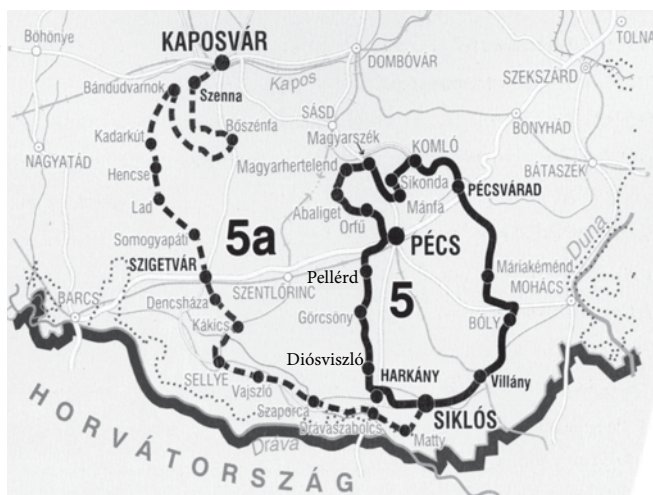 Böhönye
KAPOSVÁR
TOLNA
DOMBÓVÁR
Kapos
SZEKSZÁRD
Bándudvarnok
Szenna
SÁSD
Bőszénfa
BONYHÁD
Magyarszék
Kadarkút
KOMLÓ
NAGYATÁD
Magyarhertelend
BÁTASZÉK
Hencse
Sikonda
PÉCSVÁRAD
Lad
Abaliget
Mánfa
Orfű
Duna
5a
Somogyapáti
PÉCS
SZIGETVÁR
Máriakéménd
Pellérd
SZENTLŐRINC
MOHÁCS
5
BARCS
Dencsháza
Görcsöny
BÓLY
Kákics
Diósviszló
SELLYE
HARKÁNY
Villány
Vajszló
Szaporca
SIKLÓS
Drávaszabolcs
Matty
Dráva
HORVÁTORSZÁG